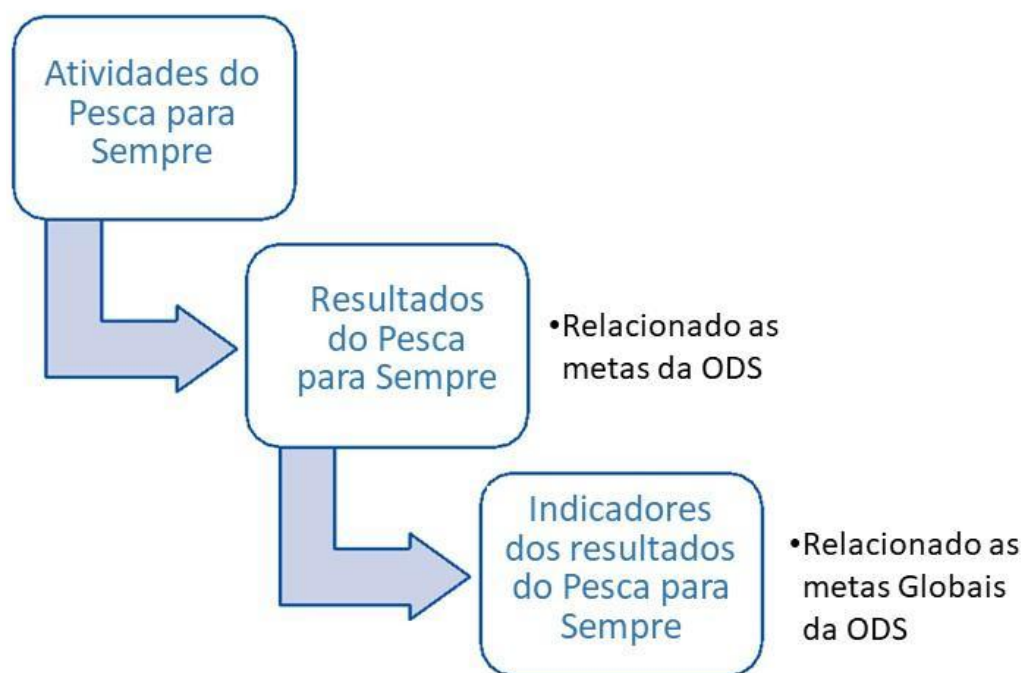 Atividades do
Pesca para
Sempre
Resultados
do Pesca
para Sempre
•Relacionado as
metas da ODS
Indicadores
dos resultados
do Pesca para
Sempre
•Relacionado as
metas Globais
da ODS